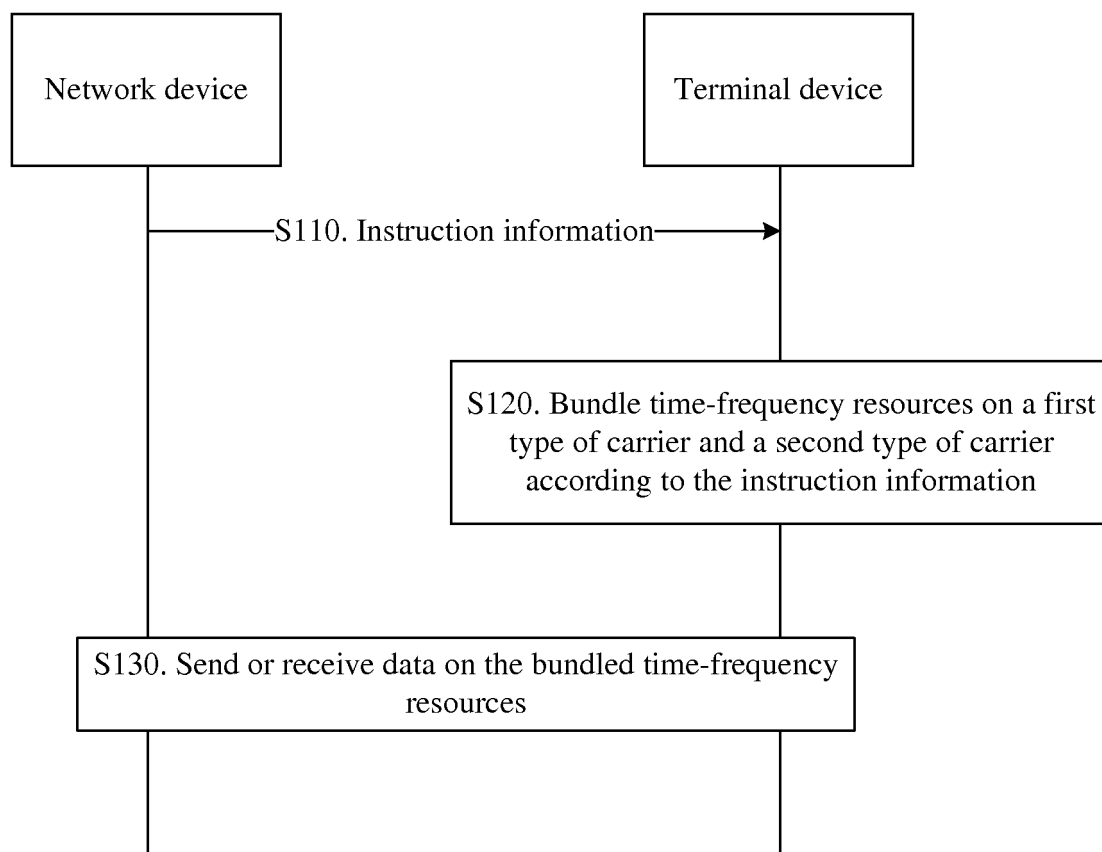 Network device
Terminal device
S110. Instruction information
S120. Bundle time-frequency resources on a first
type of carrier and a second type of carrier
according to the instruction information
S130. Send or receive data on the bundled time-frequency
resources